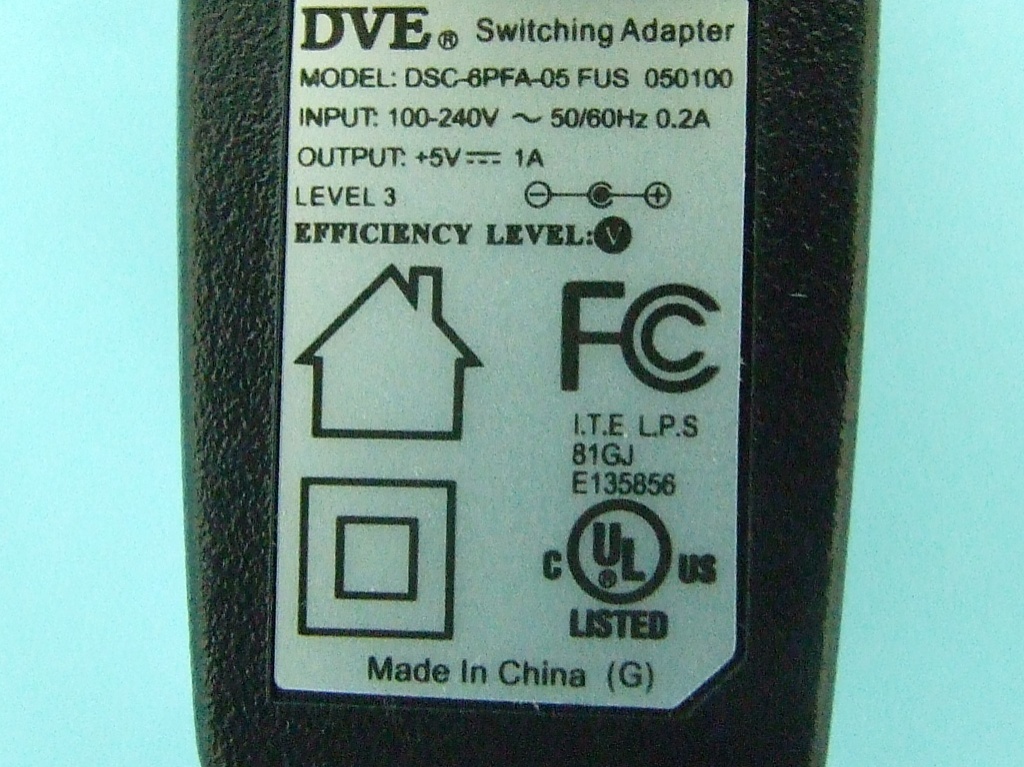 DVE® Switching Adapter
MODEL: DSC-6PFA-05 FUS 050100
INPUT: 100-240V ~ 50/60Hz 0.2A
OUTPUT: +5V⎓ 1A
LEVEL 3
EFFICIENCY LEVEL: V
FC
I.T.E L.P.S
81GJ
E135856
C UL® US
LISTED
Made In China (G)